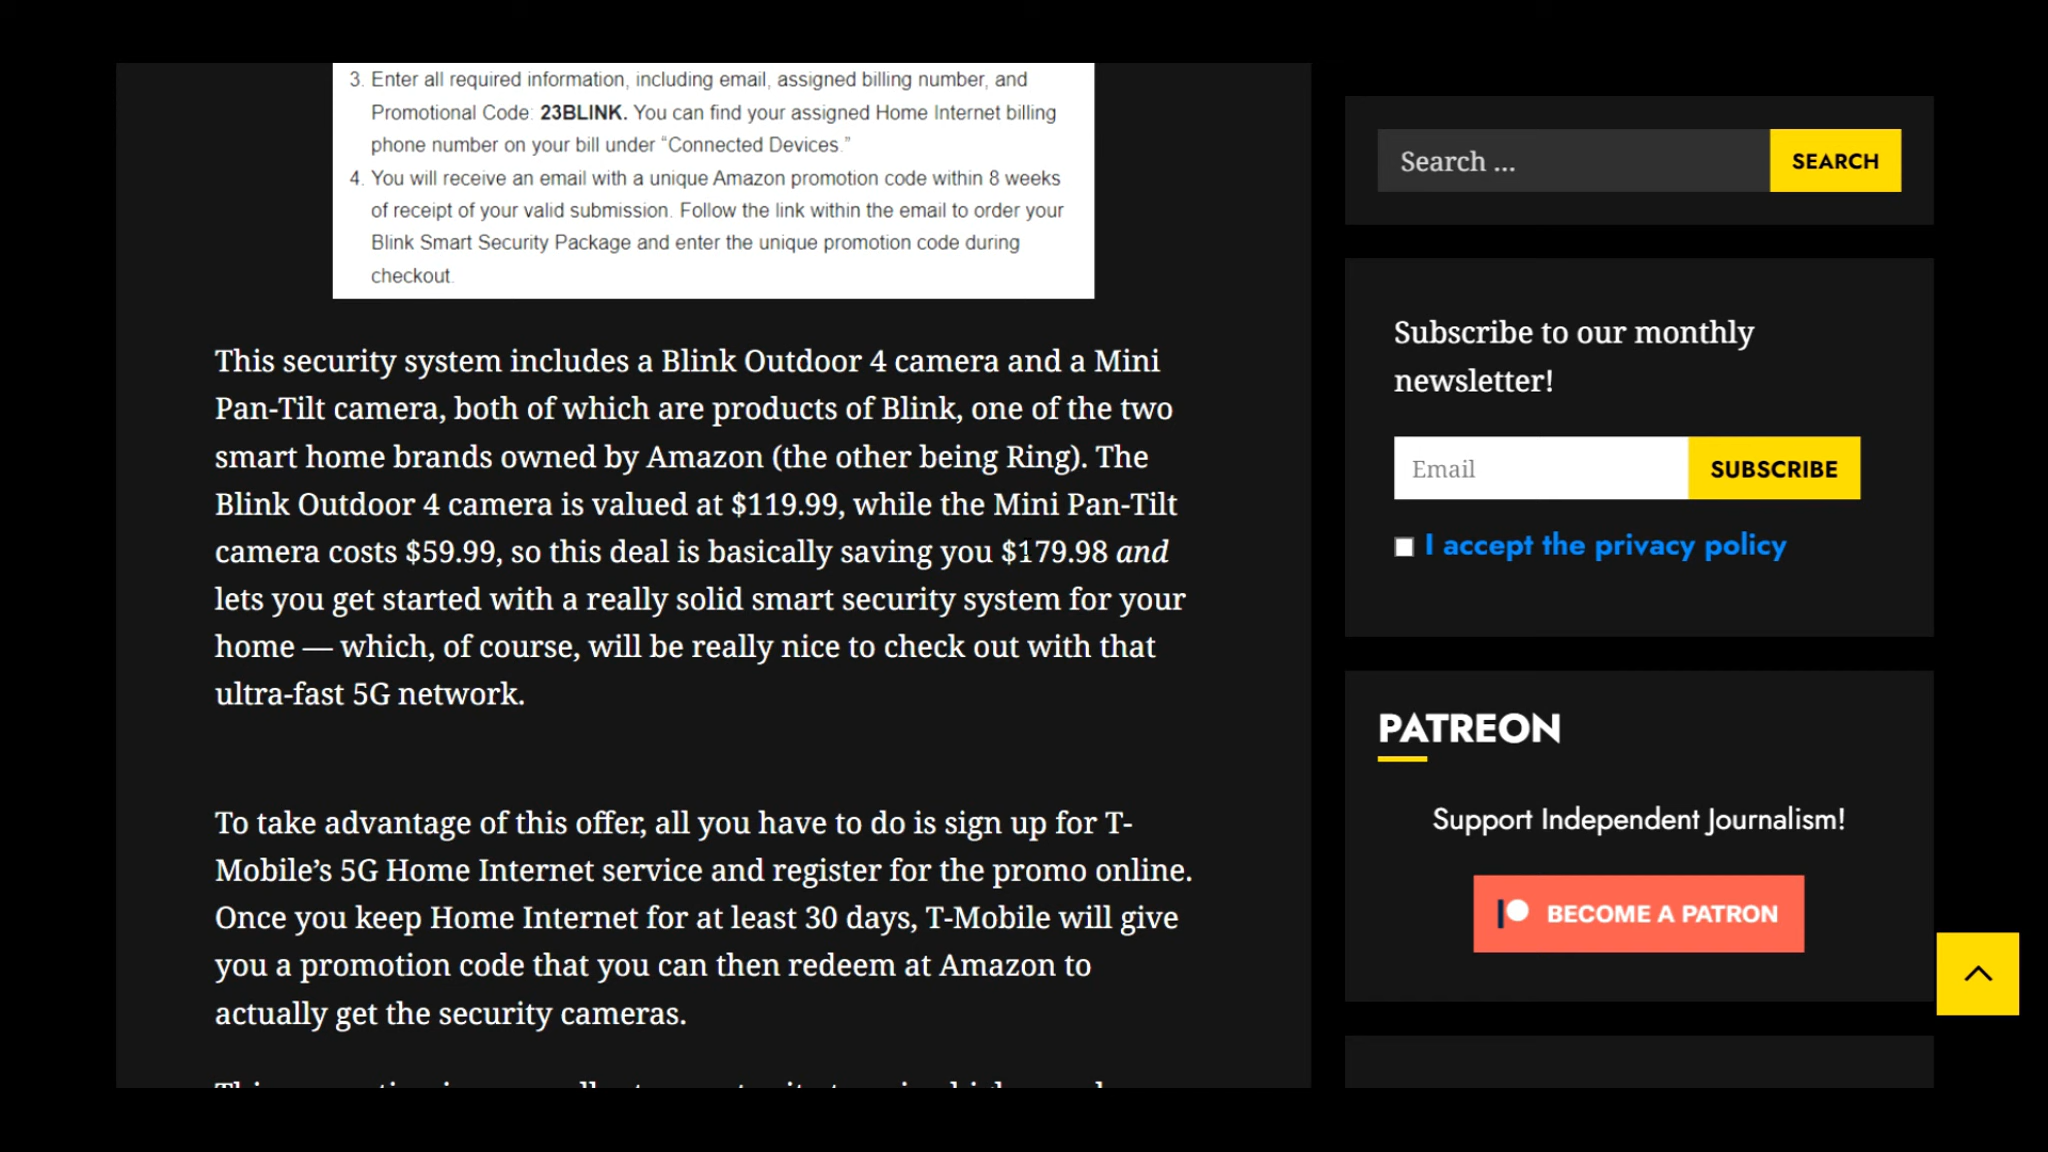 3. Enter all required information, including email, assigned billing number, and
Promotional Code: 23BLINK. You can find your assigned Home Internet billing
phone number on your bill under “Connected Devices.”
4. You will receive an email with a unique Amazon promotion code within 8 weeks
of receipt of your valid submission. Follow the link within the email to order your
Blink Smart Security Package and enter the unique promotion code during
checkout.
This security system includes a Blink Outdoor 4 camera and a Mini
Pan-Tilt camera, both of which are products of Blink, one of the two
smart home brands owned by Amazon (the other being Ring). The
Blink Outdoor 4 camera is valued at $119.99, while the Mini Pan-Tilt
camera costs $59.99, so this deal is basically saving you $179.98 and
lets you get started with a really solid smart security system for your
home — which, of course, will be really nice to check out with that
ultra-fast 5G network.
To take advantage of this offer, all you have to do is sign up for T-
Mobile’s 5G Home Internet service and register for the promo online.
Once you keep Home Internet for at least 30 days, T-Mobile will give
you a promotion code that you can then redeem at Amazon to
actually get the security cameras.
Search ...
SEARCH
Subscribe to our monthly
newsletter!
Email
SUBSCRIBE
I accept the privacy policy
PATREON
Support Independent Journalism!
BECOME A PATRON